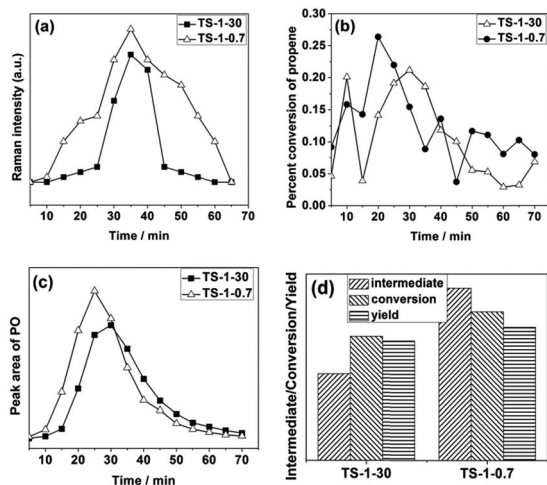 (a)
TS-1-30
TS-1-0.7
Raman intensity (a.u.)
10 20 30 40 50 60 70
Time / min
(b)
TS-1-30
TS-1-0.7
Percent conversion of propene
0.30
0.25
0.20
0.15
0.10
0.05
0.00
10 20 30 40 50 60 70
Time / min
(c)
TS-1-30
TS-1-0.7
Peak area of PO
10 20 30 40 50 60 70
Time / min
(d)
intermediate
conversion
yield
Intermediate/Conversion/Yield
TS-1-30 TS-1-0.7